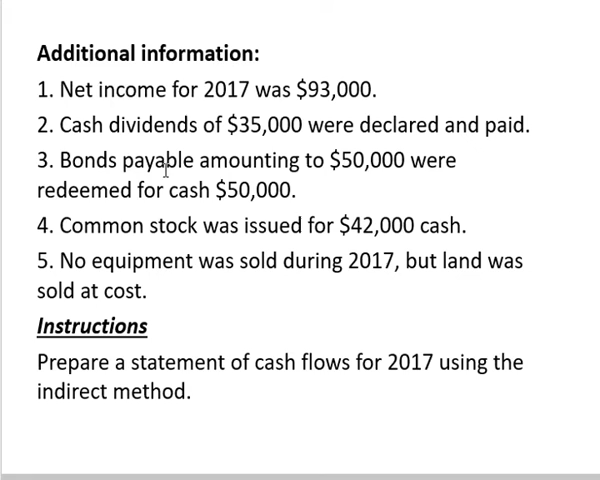 Additional information:
1. Net income for 2017 was $93,000.
2. Cash dividends of $35,000 were declared and paid.
3. Bonds payable amounting to $50,000 were
redeemed for cash $50,000.
4. Common stock was issued for $42,000 cash.
5. No equipment was sold during 2017, but land was
sold at cost.
Instructions
Prepare a statement of cash flows for 2017 using the
indirect method.